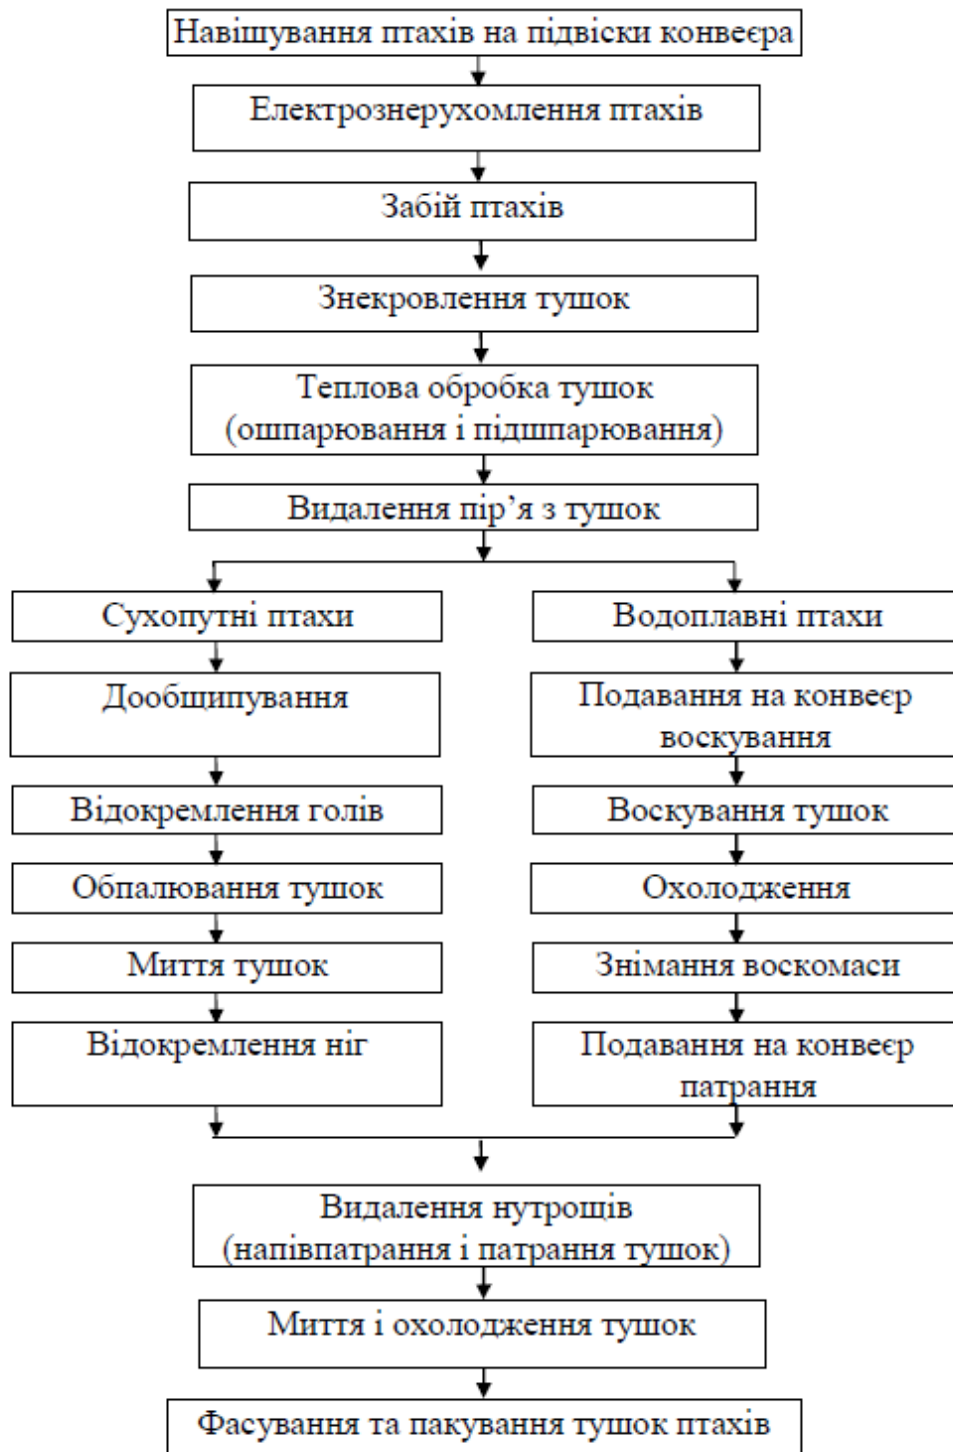 Навішування птахів на підвіски конвеєра
Електрознерухомлення птахів
Забій птахів
Знекровлення тушок
Теплова обробка тушок
(ошпарювання і підшпарювання)
Видалення пір’я з тушок
Сухопутні птахи
Дообщипування
Відокремлення голів
Обпалювання тушок
Миття тушок
Відокремлення ніг
Водоплавні птахи
Подавання на конвеєр
воскування
Воскування тушок
Охолодження
Знімання воскомаси
Подавання на конвеєр
патрання
Видалення нутрощів
(напівпатрання і патрання тушок)
Миття і охолодження тушок
Фасування та пакування тушок птахів